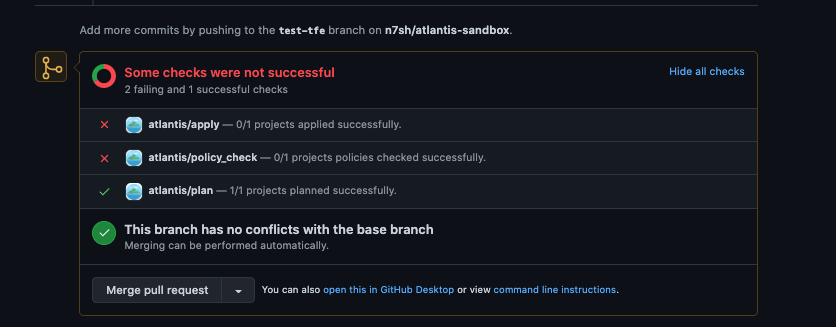 Add more commits by pushing to the test-tfe branch on n7sh/atlantis-sandbox.
Some checks were not successful
Hide all checks
2 failing and 1 successful checks
atlantis/apply — 0/1 projects applied successfully.
atlantis/policy_check — 0/1 projects policies checked successfully.
atlantis/plan — 1/1 projects planned successfully.
This branch has no conflicts with the base branch
Merging can be performed automatically.
Merge pull request
You can also open this in GitHub Desktop or view command line instructions.